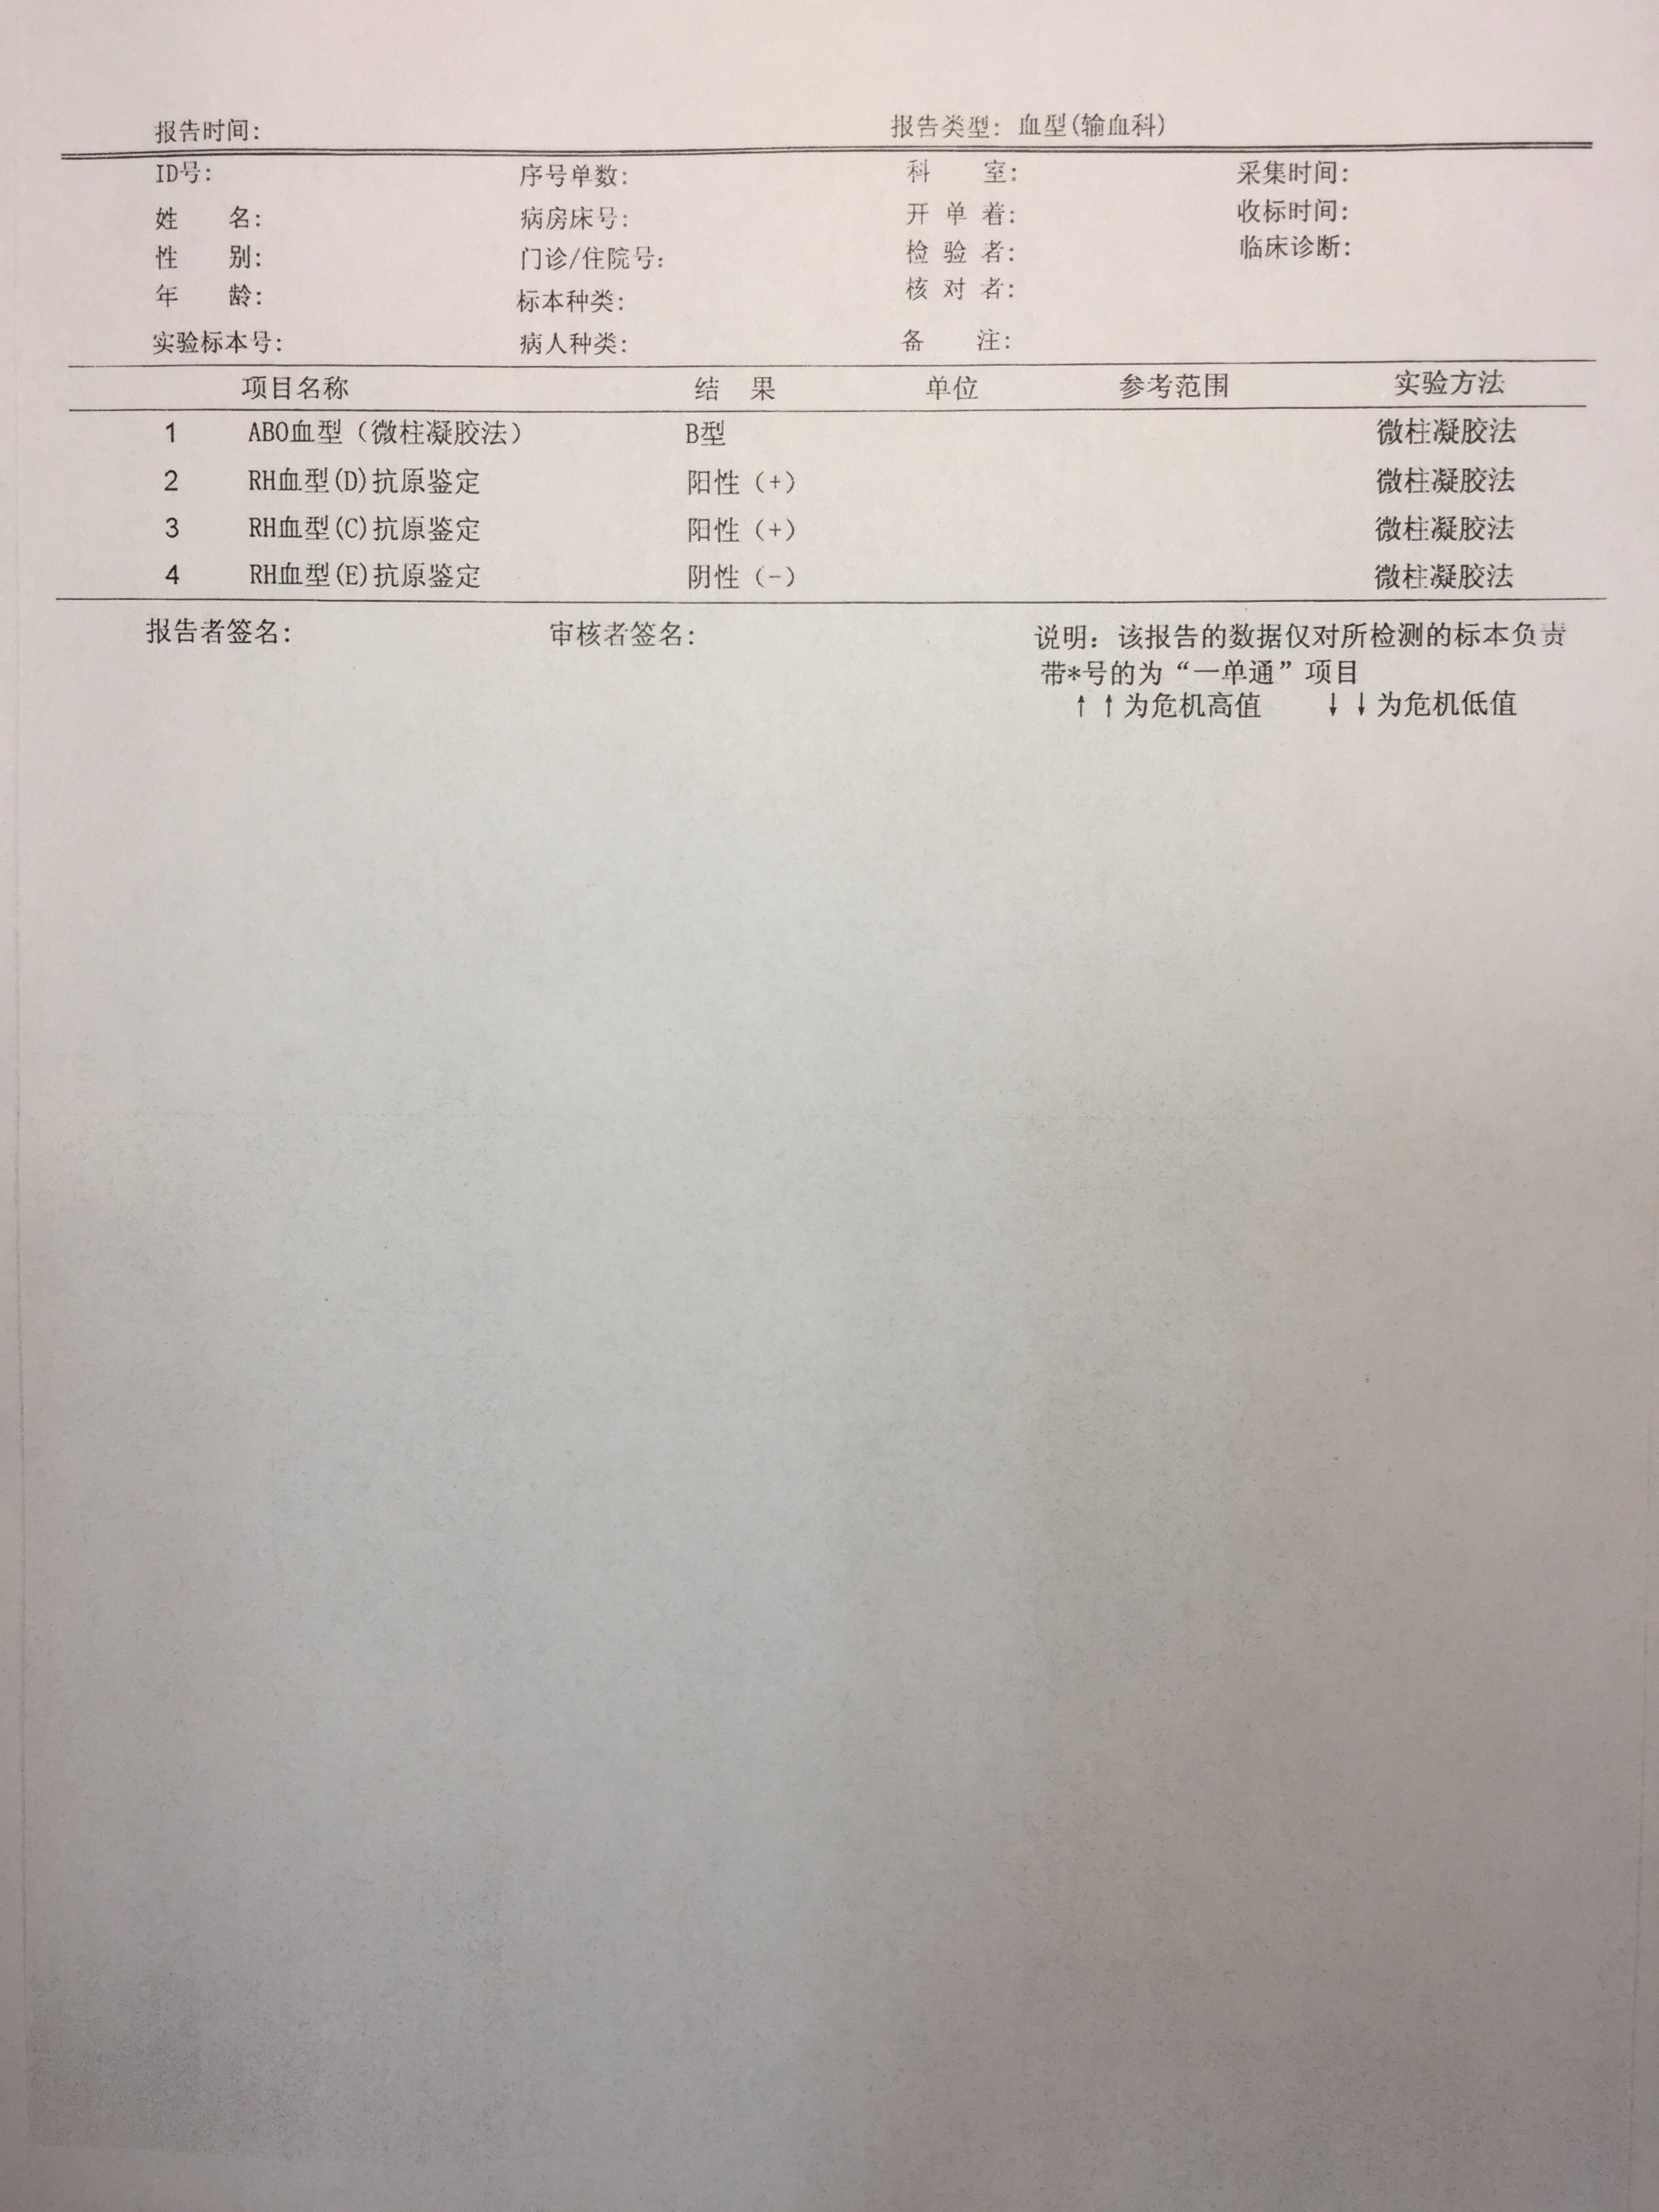 报告时间: 报告类型: 血型(输血科)
ID号: 序号单数: 科 室: 采集时间:
姓 名: 病房床号: 开 单 着: 收标时间:
性 别: 门诊/住院号: 检 验 者: 临床诊断:
年 龄: 标本种类: 核 对 者:
实验标本号: 病人种类: 备 注:
项目名称 结 果 单位 参考范围 实验方法
1 ABO血型（微柱凝胶法） B型 微柱凝胶法
2 RH血型(D)抗原鉴定 阳性（+） 微柱凝胶法
3 RH血型(C)抗原鉴定 阳性（+） 微柱凝胶法
4 RH血型(E)抗原鉴定 阴性（-） 微柱凝胶法
报告者签名: 审核者签名: 说明: 该报告的数据仅对所检测的标本负责
带*号的为“一单通”项目
↑↑为危机高值 ↓↓为危机低值